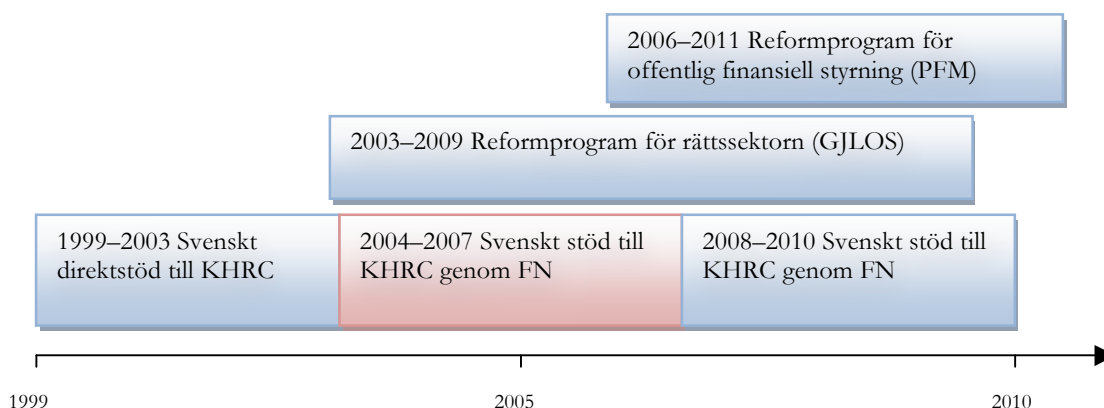 2006–2011 Reformprogram för
offentlig finansiell styrning (PFM)
2003–2009 Reformprogram för rättssektorn (GJLOS)
1999–2003 Svenskt
direktstöd till KHRC
2004–2007 Svenskt stöd till
KHRC genom FN
2008–2010 Svenskt stöd till
KHRC genom FN
1999
2005
2010